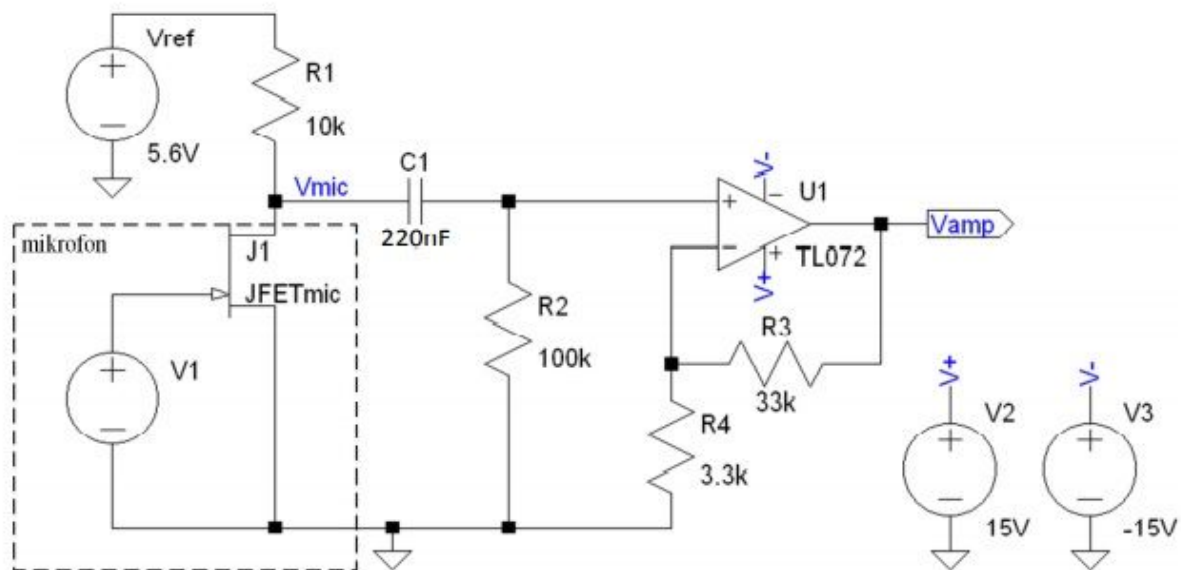 Vref
R1
10k
5.6V
Vmic
C1
220nF
mikrofon
J1
JFETmic
V1
R2
100k
V-
U1
+
−
−
+
TL072
V+
Vamp
R3
33k
R4
3.3k
V+
V2
15V
V-
V3
-15V